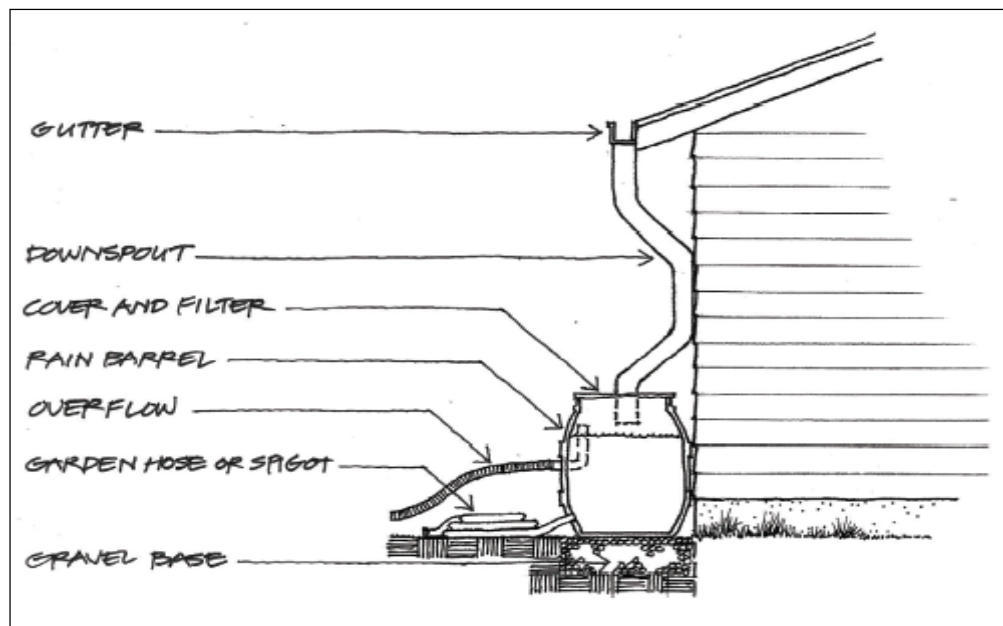 GUTTER
DOWNSPOUT
COVER AND FILTER
RAIN BARREL
OVERFLOW
GARDEN HOSE OR SPIGOT
GRAVEL BASE